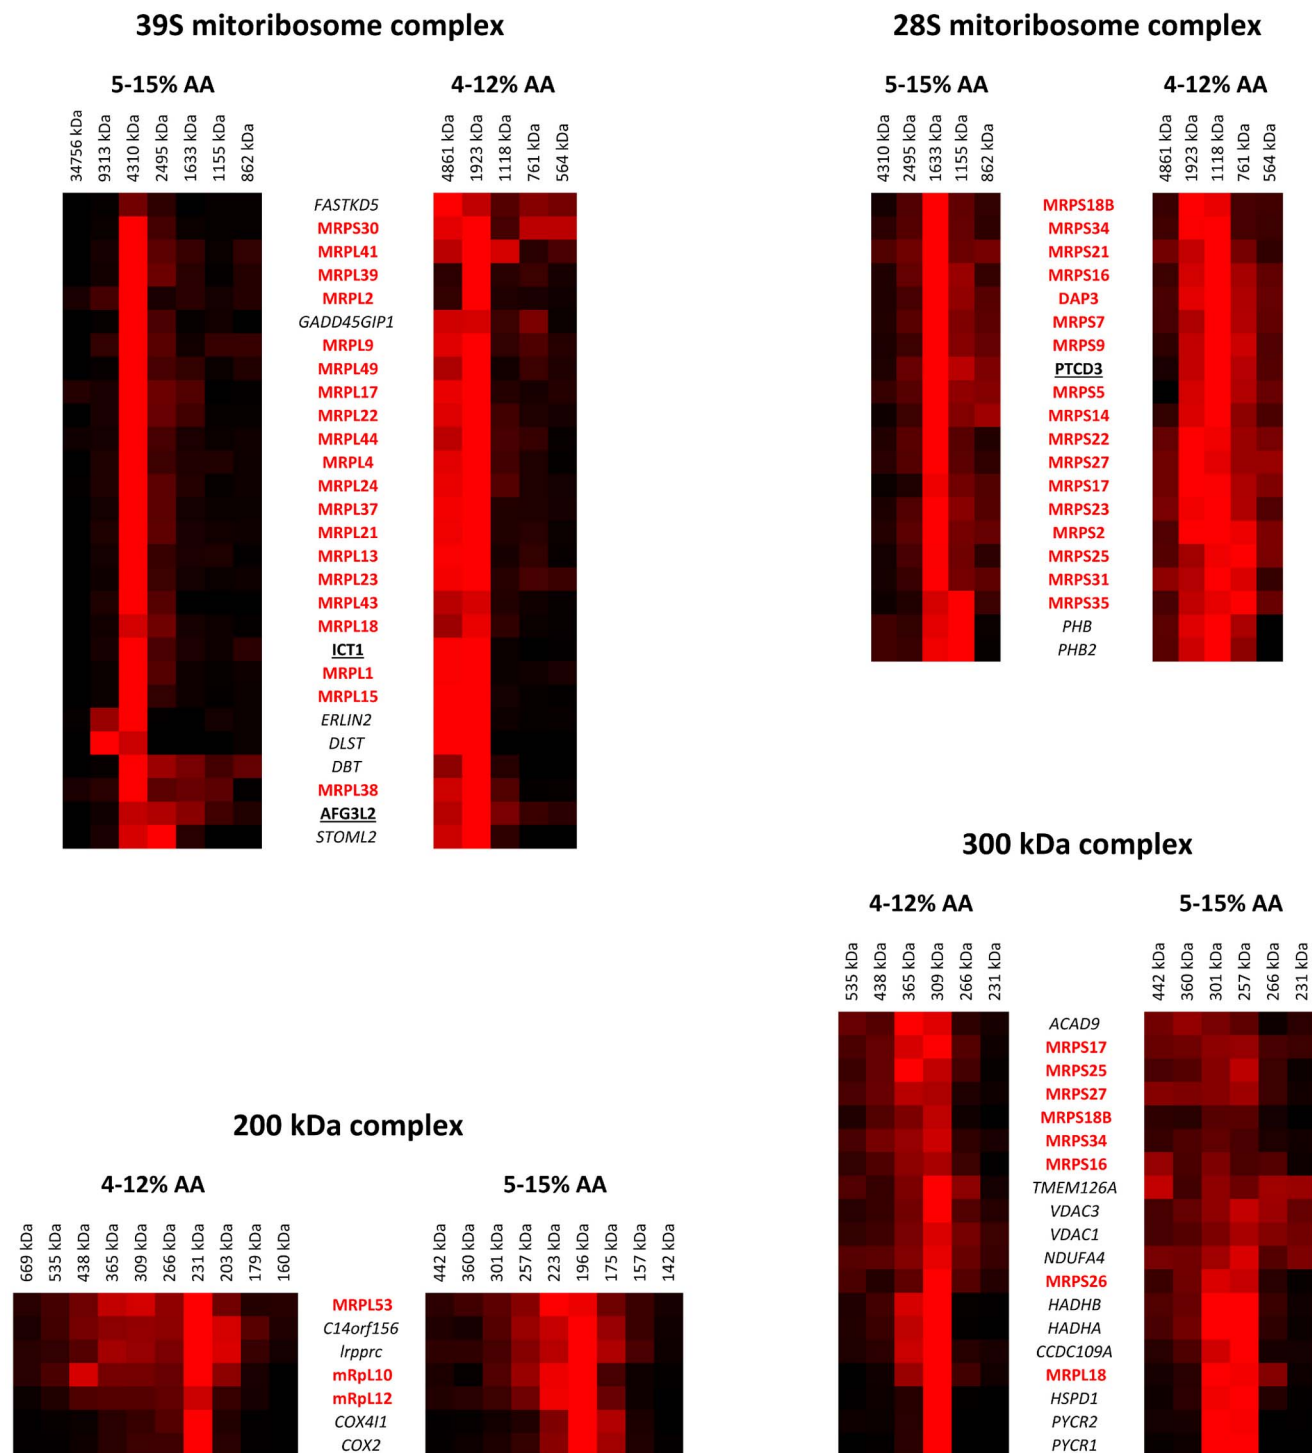 39S mitoribosome complex
5-15% AA
4-12% AA
34756 kDa
9313 kDa
4310 kDa
2495 kDa
1633 kDa
1155 kDa
862 kDa
4861 kDa
1923 kDa
1118 kDa
761 kDa
564 kDa
FASTKD5
MRPS30
MRPL41
MRPL39
MRPL2
GADD45GIP1
MRPL9
MRPL49
MRPL17
MRPL22
MRPL44
MRPL4
MRPL24
MRPL37
MRPL21
MRPL13
MRPL23
MRPL43
MRPL18
ICT1
MRPL1
MRPL15
ERLIN2
DLST
DBT
MRPL38
AFG3L2
STOML2
28S mitoribosome complex
5-15% AA
4-12% AA
4310 kDa
2495 kDa
1633 kDa
1155 kDa
862 kDa
4861 kDa
1923 kDa
1118 kDa
761 kDa
564 kDa
MRPS18B
MRPS34
MRPS21
MRPS16
DAP3
MRPS7
MRPS9
PTCD3
MRPS5
MRPS14
MRPS22
MRPS27
MRPS17
MRPS23
MRPS2
MRPS25
MRPS31
MRPS35
PHB
PHB2
200 kDa complex
4-12% AA
5-15% AA
669 kDa
535 kDa
438 kDa
365 kDa
309 kDa
266 kDa
231 kDa
203 kDa
179 kDa
160 kDa
442 kDa
360 kDa
301 kDa
257 kDa
223 kDa
196 kDa
175 kDa
157 kDa
142 kDa
MRPL53
C14orf156
lrpprc
mRpL10
mRpL12
COX4I1
COX2
300 kDa complex
4-12% AA
5-15% AA
535 kDa
438 kDa
365 kDa
309 kDa
266 kDa
231 kDa
442 kDa
360 kDa
301 kDa
257 kDa
266 kDa
231 kDa
ACAD9
MRPS17
MRPS25
MRPS27
MRPS18B
MRPS34
MRPS16
TMEM126A
VDAC3
VDAC1
NDUFA4
MRPS26
HADHB
HADHA
CCDC109A
MRPL18
HSPD1
PYCR2
PYCR1